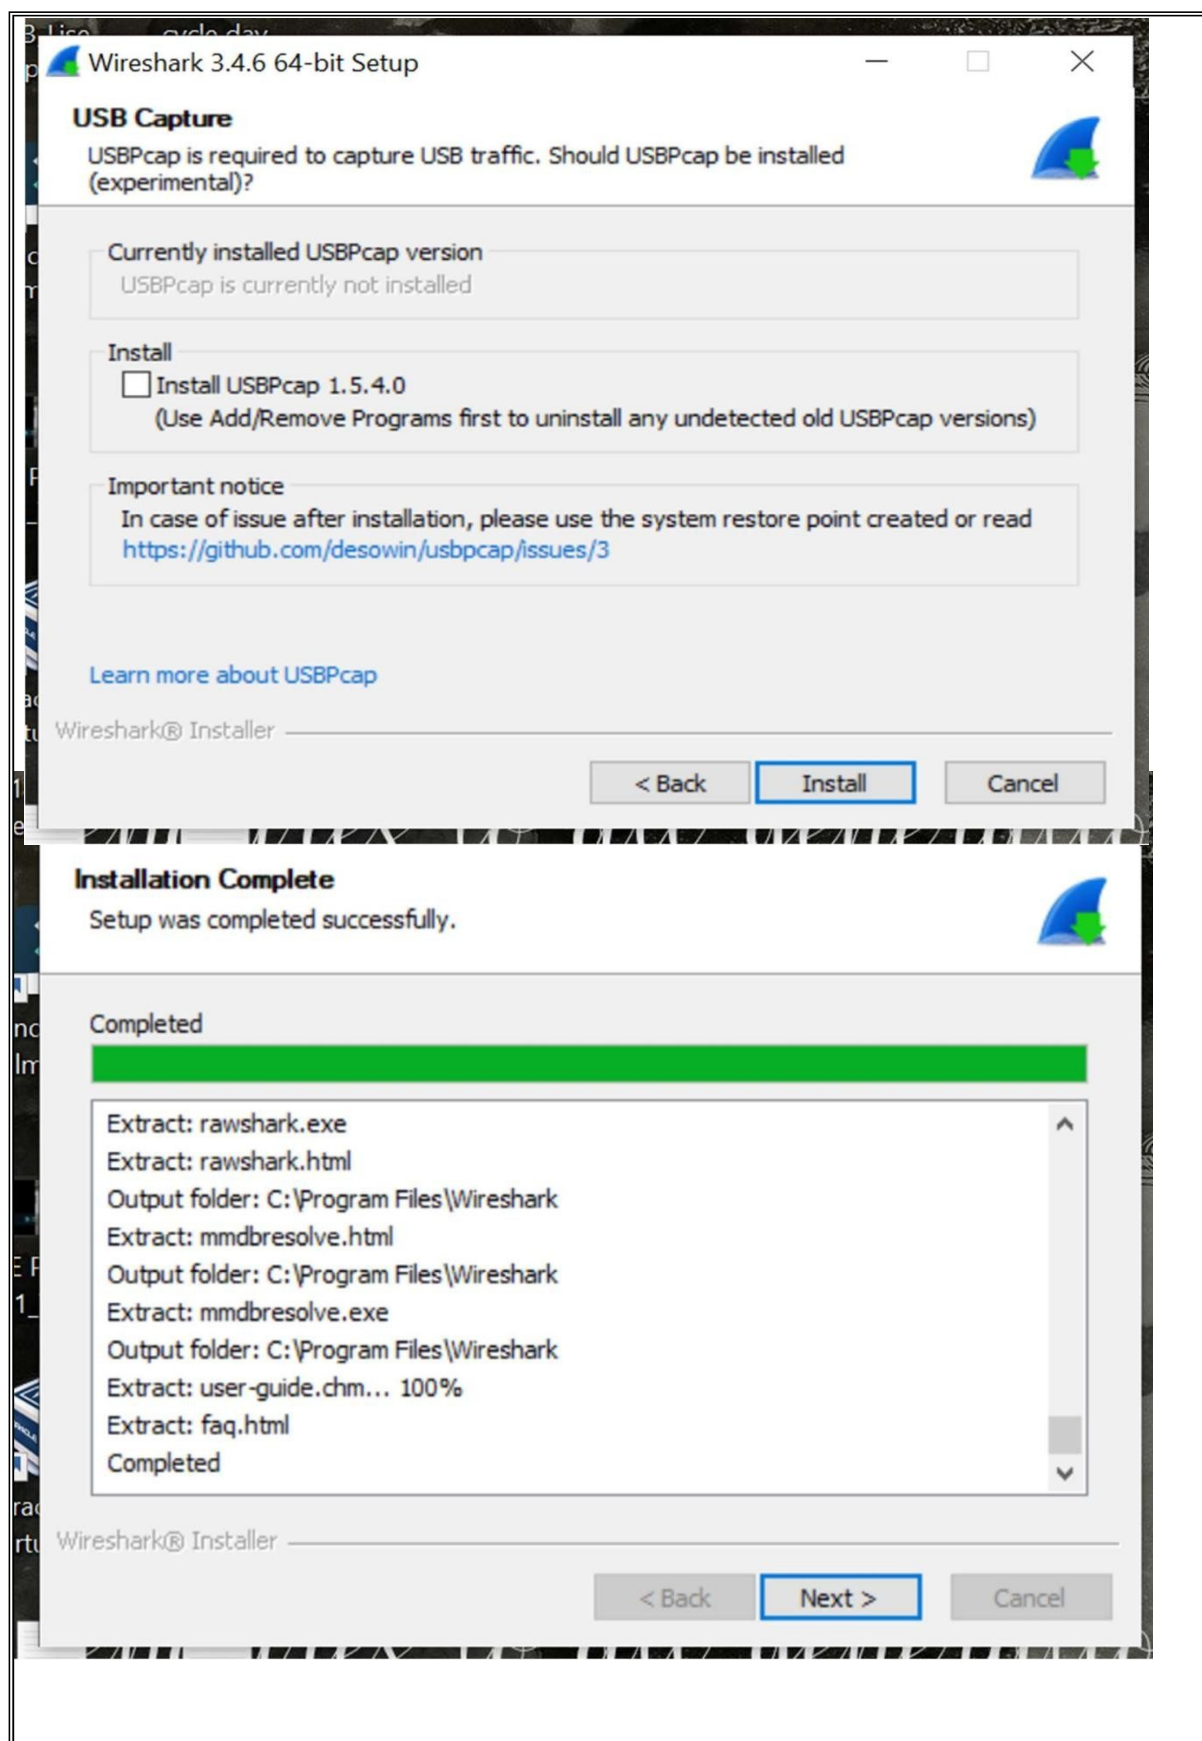 Wireshark 3.4.6 64-bit Setup
USB Capture
USBPcap is required to capture USB traffic. Should USBPcap be installed
(experimental)?
Currently installed USBPcap version
USBPcap is currently not installed
Install
Install USBPcap 1.5.4.0
(Use Add/Remove Programs first to uninstall any undetected old USBPcap versions)
Important notice
In case of issue after installation, please use the system restore point created or read
https://github.com/desowin/usbpcap/issues/3
Learn more about USBPcap
Wireshark® Installer
< Back
Install
Cancel
Installation Complete
Setup was completed successfully.
Completed
Extract: rawshark.exe
Extract: rawshark.html
Output folder: C:\Program Files\Wireshark
Extract: mmdbresolve.html
Output folder: C:\Program Files\Wireshark
Extract: mmdbresolve.exe
Output folder: C:\Program Files\Wireshark
Extract: user-guide.chm... 100%
Extract: faq.html
Completed
Wireshark® Installer
< Back
Next >
Cancel